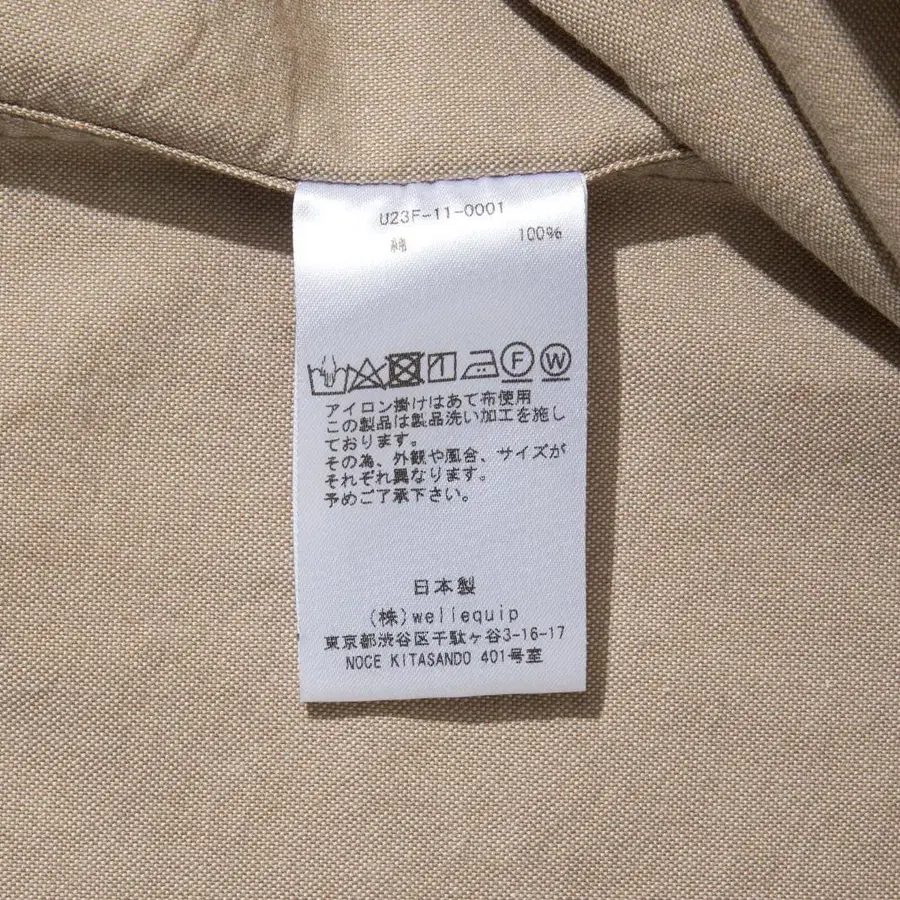 U23F-11-0001
綿 100%
F W
アイロン掛けはあて布使用
この製品は製品洗い加工を施し
ております。
その為、外観や風合、サイズが
それぞれ異なります。
予めご了承下さい。
日本製
(株)wellequip
東京都渋谷区千駄ヶ谷3-16-17
NOCE KITASANDO 401号室